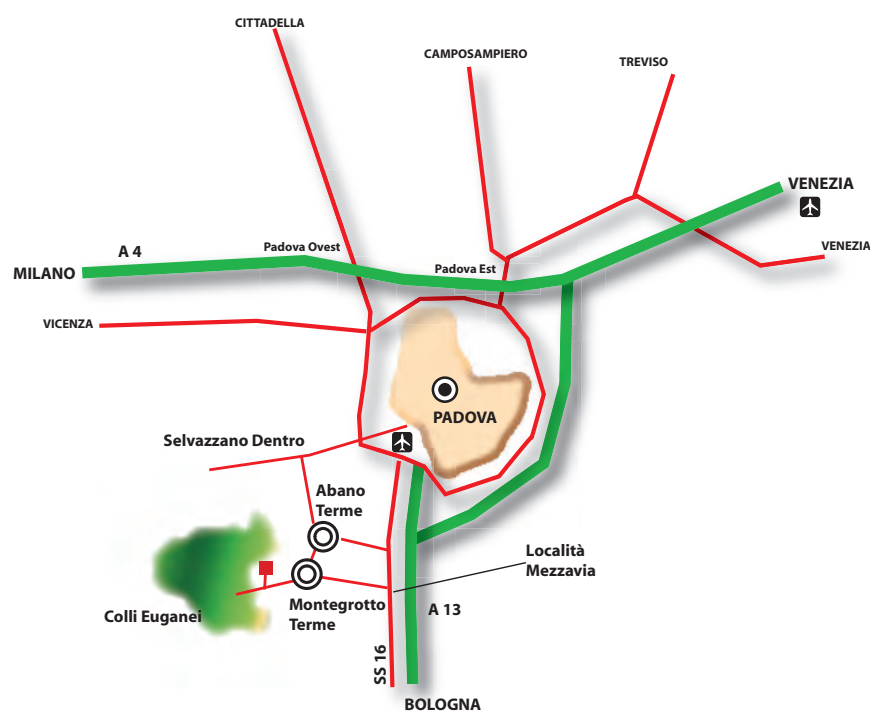 CITTADELLA
CAMPOSAMPIERO
TREVISO
VENEZIA
A 4
Padova Ovest
VENEZIA
Padova Est
MILANO
VICENZA
PADOVA
Selvazzano Dentro
Abano
Terme
Località
Mezzavia
Colli Euganei
Montegrotto
Terme
A 13
SS 16
BOLOGNA